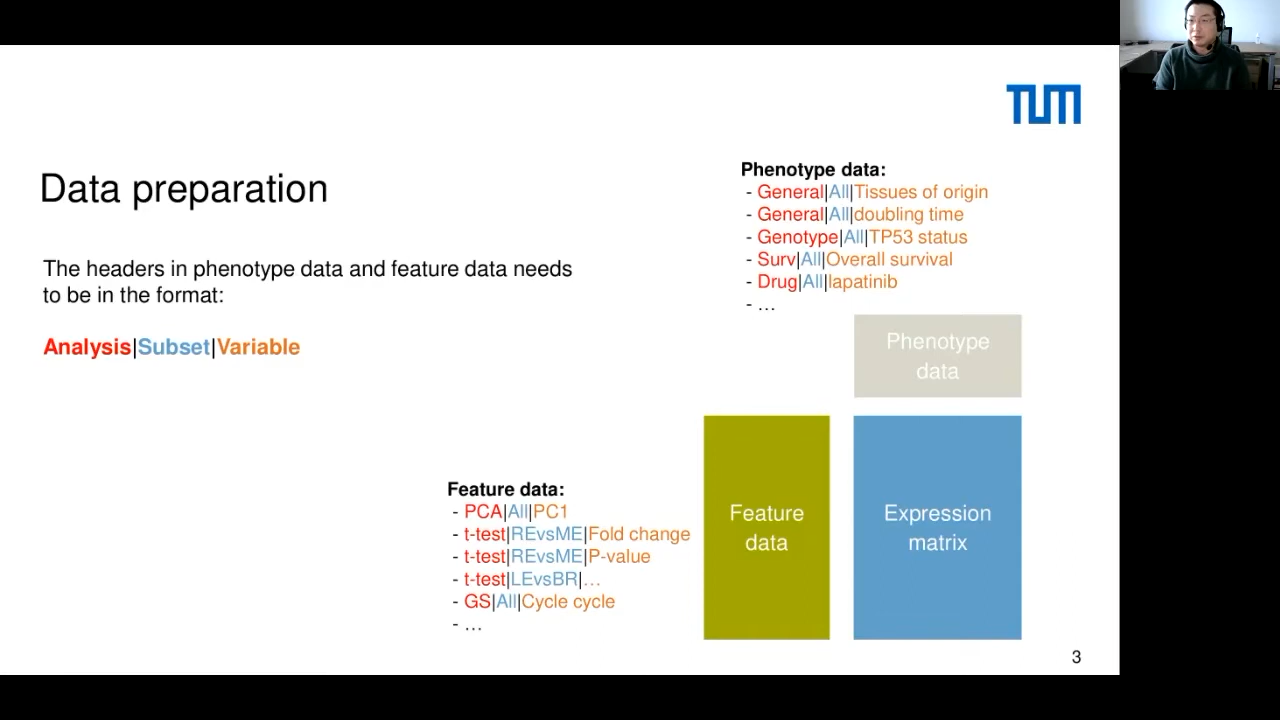 TUM
Data preparation
The headers in phenotype data and feature data needs
to be in the format:
Analysis|Subset|Variable
Phenotype data:
- General|All|Tissues of origin
- General|All|doubling time
- Genotype|All|TP53 status
- Surv|All|Overall survival
- Drug|All|lapatinib
- …
Phenotype
data
Feature data:
- PCA|All|PC1
- t-test|REvsME|Fold change
- t-test|REvsME|P-value
- t-test|LEvsBR|…
- GS|All|Cycle cycle
- …
Feature
data
Expression
matrix
3